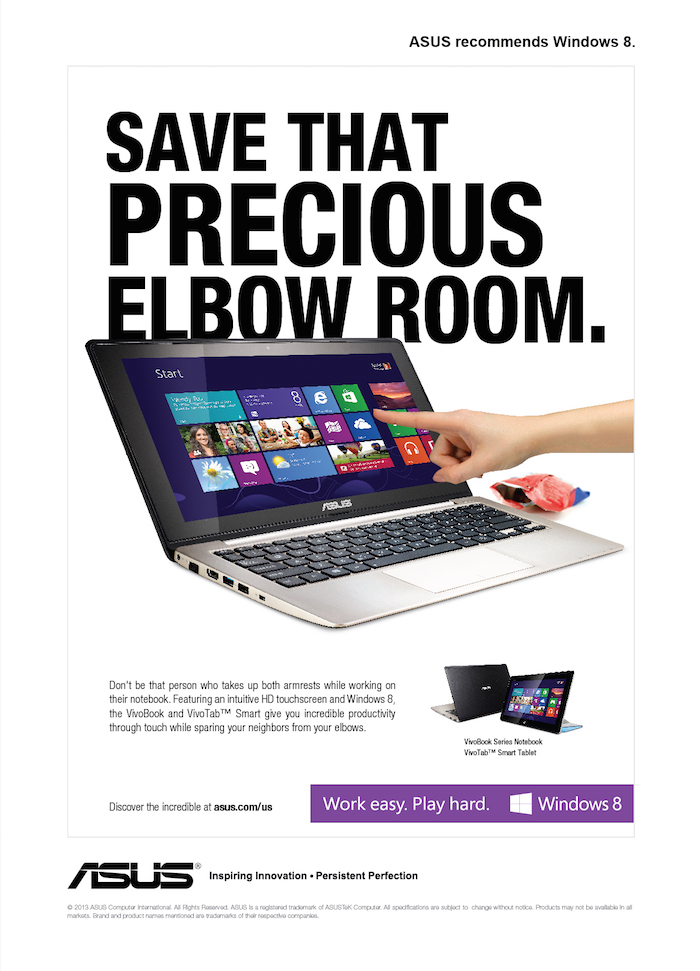 ASUS recommends Windows 8.
SAVE THAT
PRECIOUS
ELBOW ROOM.
Start
Wendy Fu
8
ASUS
Don't be that person who takes up both armrests while working on
their notebook. Featuring an intuitive HD touchscreen and Windows 8,
the VivoBook and VivoTab™ Smart give you incredible productivity
through touch while sparing your neighbors from your elbows.
VivoBook Series Notebook
VivoTab™ Smart Tablet
Discover the incredible at asus.com/us
Work easy. Play hard. Windows 8
ASUS® Inspiring Innovation • Persistent Perfection
© 2013 ASUS Computer International. All Rights Reserved. ASUS is a registered trademark of ASUSTeK Computer. All specifications are subject to change without notice. Products may not be available in all
markets. Brand and product names mentioned are trademarks of their respective companies.